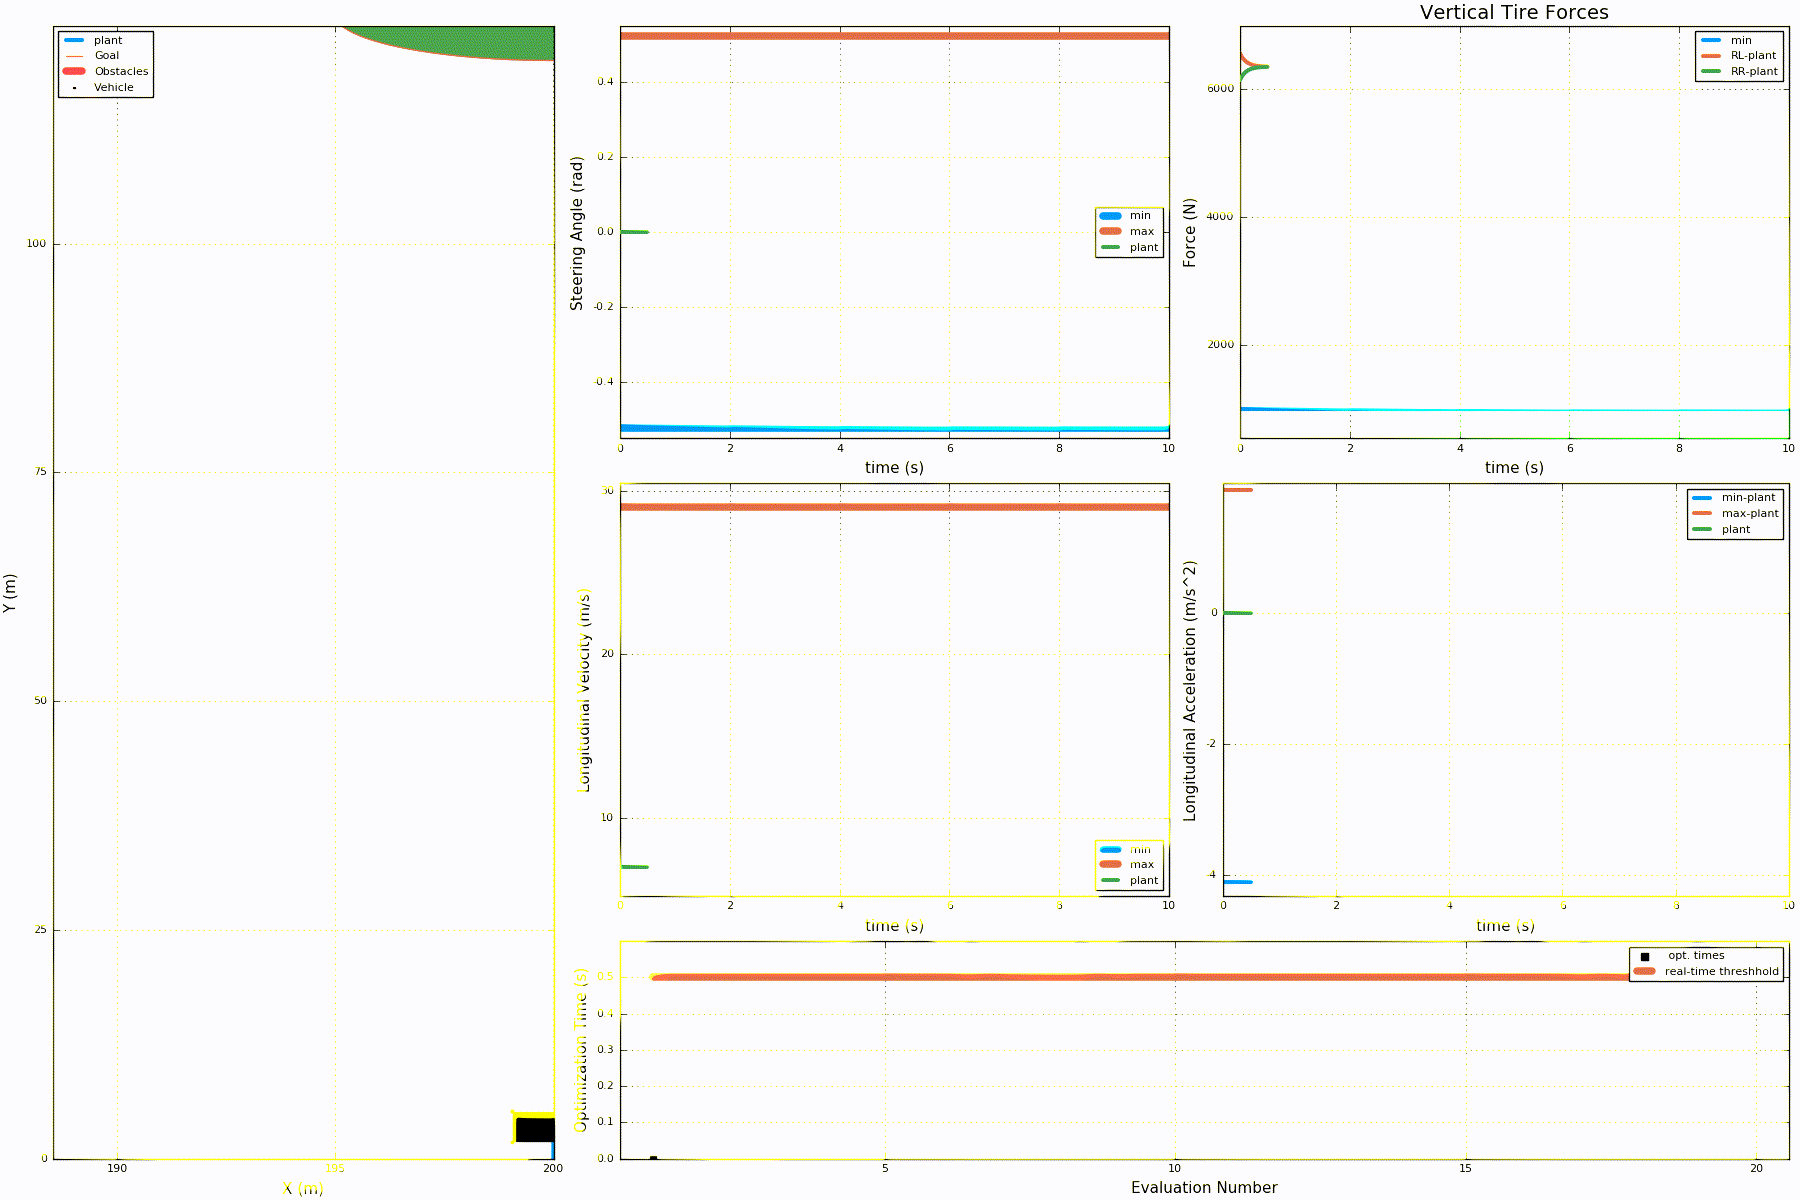 Vertical Tire Forces
plant
Goal
Obstacles
Vehicle
100
75
50
25
0
190
195
200
Y (m)
X (m)
0.4
0.2
0.0
-0.2
-0.4
0
2
4
6
8
10
Steering Angle (rad)
time (s)
min
max
plant
6000
4000
2000
0
2
4
6
8
10
Force (N)
time (s)
min
RL-plant
RR-plant
30
20
10
0
2
4
6
8
10
Longitudinal Velocity (m/s)
time (s)
min
max
plant
0
-2
-4
0
2
4
6
8
10
Longitudinal Acceleration (m/s^2)
time (s)
min-plant
max-plant
plant
0.5
0.4
0.3
0.2
0.1
0.0
5
10
15
20
Optimization Time (s)
Evaluation Number
opt. times
real-time threshhold